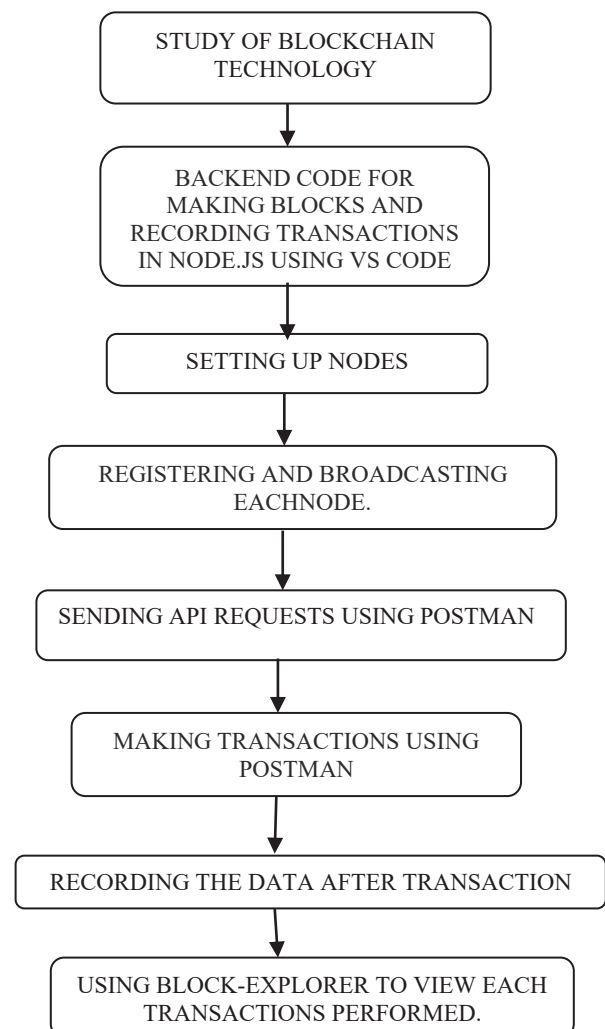 STUDY OF BLOCKCHAIN
TECHNOLOGY
BACKEND CODE FOR
MAKING BLOCKS AND
RECORDING TRANSACTIONS
IN NODE.JS USING VS CODE
SETTING UP NODES
REGISTERING AND BROADCASTING
EACHNODE.
SENDING API REQUESTS USING POSTMAN
MAKING TRANSACTIONS USING
POSTMAN
RECORDING THE DATA AFTER TRANSACTION
USING BLOCK-EXPLORER TO VIEW EACH
TRANSACTIONS PERFORMED.